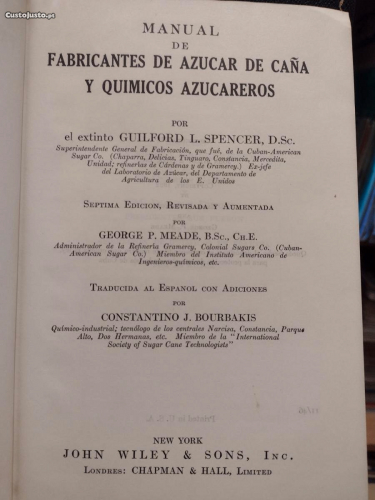 CustoJusto.pt
MANUAL
DE
FABRICANTES DE AZUCAR DE CAÑA
Y QUIMICOS AZUCAREROS
POR
el extinto GUILFORD L. SPENCER, D.Sc.
Superintendente General de Fabricación, que fué, de la Cuban-American
Sugar Co. (Chaparra, Delicias, Tinguaro, Constancia, Mercedita,
Unidad; refinerías de Cárdenas y de Gramercy.) Ex-jefe
del Laboratorio de Azúcar, del Departamento de
Agricultura de los E. Unidos
SEPTIMA EDICION, REVISADA Y AUMENTADA
POR
GEORGE P. MEADE, B.Sc., CH.E.
Administrador de la Refinería Gramercy, Colonial Sugars Co. (Cuban-
American Sugar Co.) Miembro del Instituto Americano de
Ingenieros-químicos, etc.
TRADUCIDA AL ESPANOL CON ADICIONES
POR
CONSTANTINO J. BOURBAKIS
Químico-industrial; tecnólogo de los centrales Narcisa, Constancia, Parque
Alto, Dos Hermanas, etc. Miembro de la "International
Society of Sugar Cane Technologists"
NEW YORK
JOHN WILEY & SONS, INC.
LONDRES: CHAPMAN & HALL, LIMITED